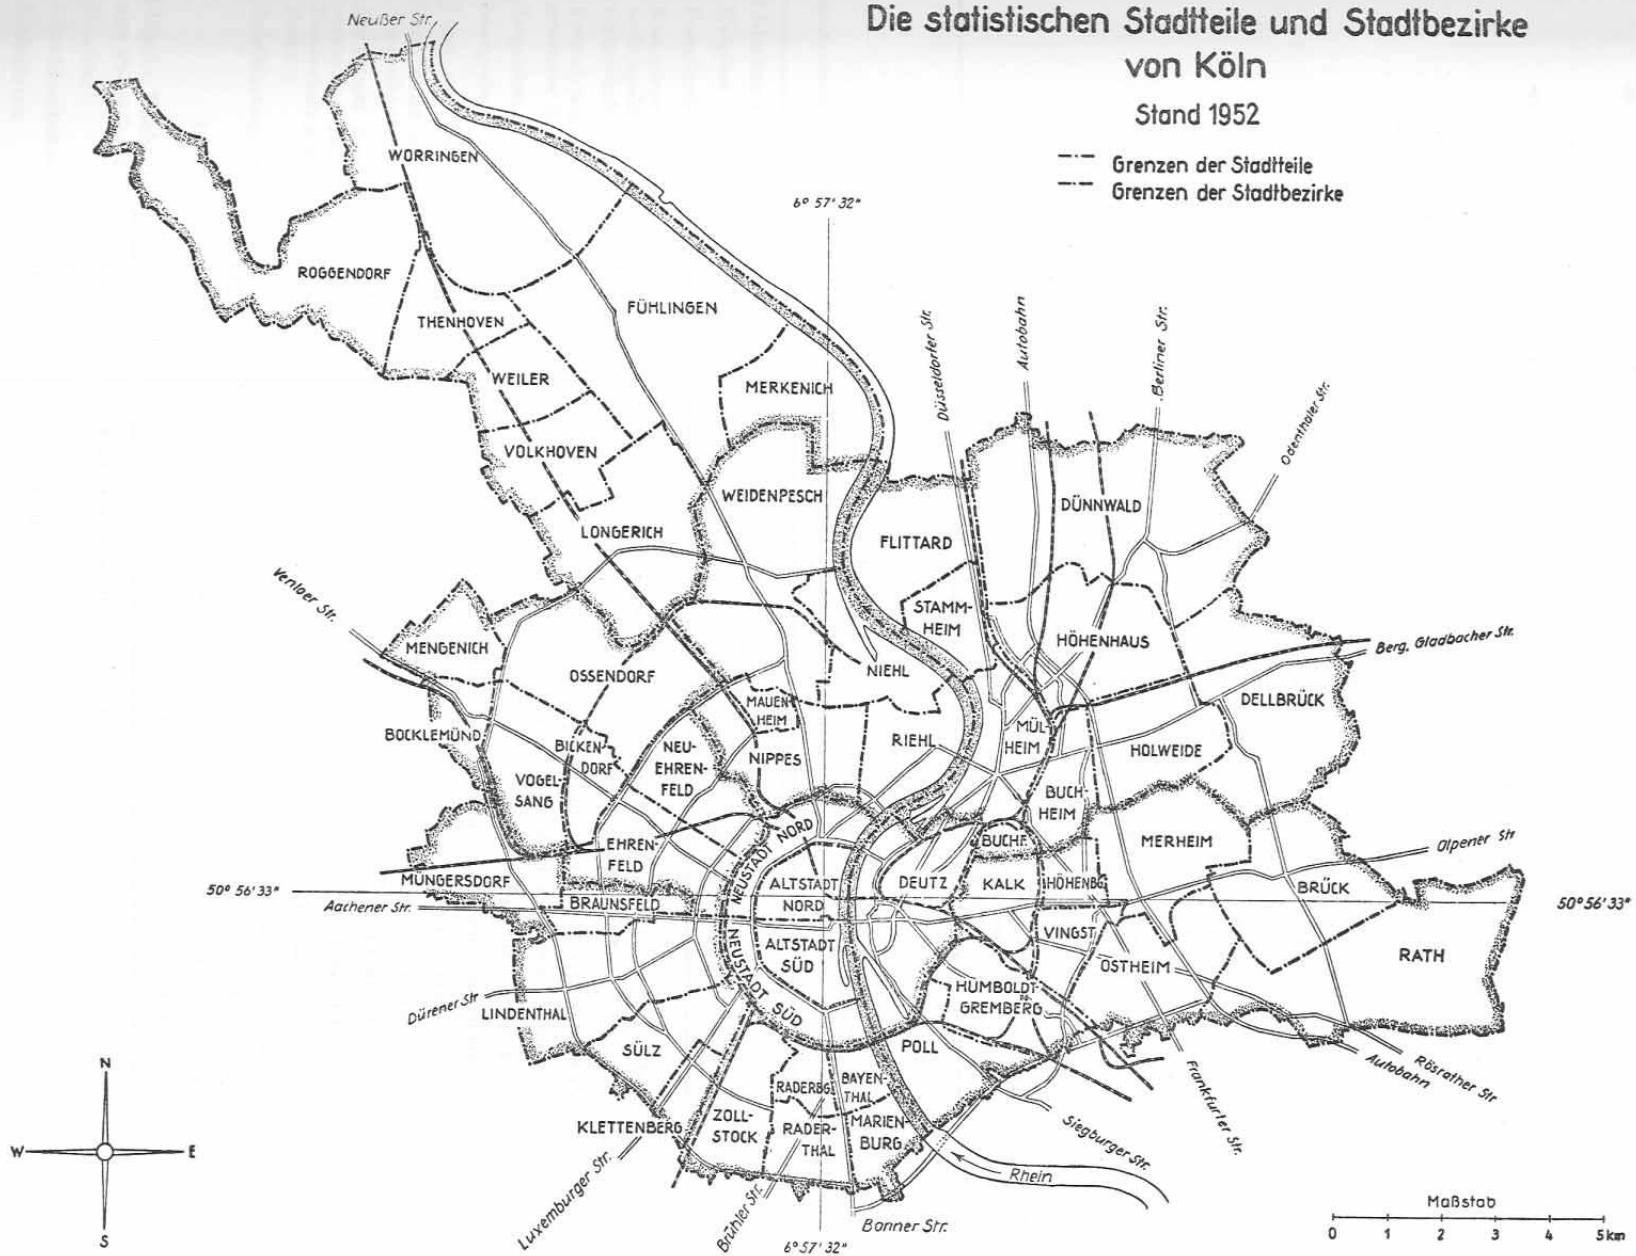 Die statistischen Stadtteile und Stadtbezirke
von Köln
Stand 1952
Grenzen der Stadtteile
Grenzen der Stadtbezirke
Neußer Str.
WORRINGEN
6° 57' 32"
ROGGENDORF
FÜHLINGEN
THENHOVEN
WEILER
MERKENICH
Düsseldorfer Str.
Autobahn
Berliner Str.
Odenthaler Str.
VOLKHOVEN
WEIDENPESCH
DÜNNWALD
LONGERICH
FLITTARD
Venloer Str.
STAMM-
HEIM
MENGENICH
HÖHENHAUS
Berg. Gladbacher Str.
OSSENDORF
NIEHL
DELLBRÜCK
MAUEN-
HEIM
BOCKLEMÜND
BICKEN-
DORF
NEU-
EHREN-
FELD
NIPPES
RIEHL
MÜL-
HEIM
HOLWEIDE
VOGEL-
SANG
BUCH-
HEIM
EHREN-
FELD
NEUSTADT NORD
BUCHF.
MERHEIM
Olpener Str
MÜNGERSDORF
ALTSTADT
NORD
DEUTZ
KALK
HÖHENBG.
BRÜCK
50° 56' 33"
50° 56' 33"
BRAUNSFELD
Aachener Str.
NEUSTADT SÜD
ALTSTADT
SÜD
VINGST
OSTHEIM
RATH
Dürener Str
LINDENTHAL
HUMBOLDT
GREMBERG
SÜLZ
POLL
RADERBG.
BAYEN-
THAL
Frankfurter Str.
Autobahn
Rösrather Str
KLETTENBERG
ZOLL-
STOCK
RADER-
THAL
MARIEN-
BURG
Siegburger Str.
Rhein
Luxemburger Str.
Brühler Str.
Bonner Str.
6° 57' 32"
N
W
E
S
Maßstab
0 1 2 3 4 5 km